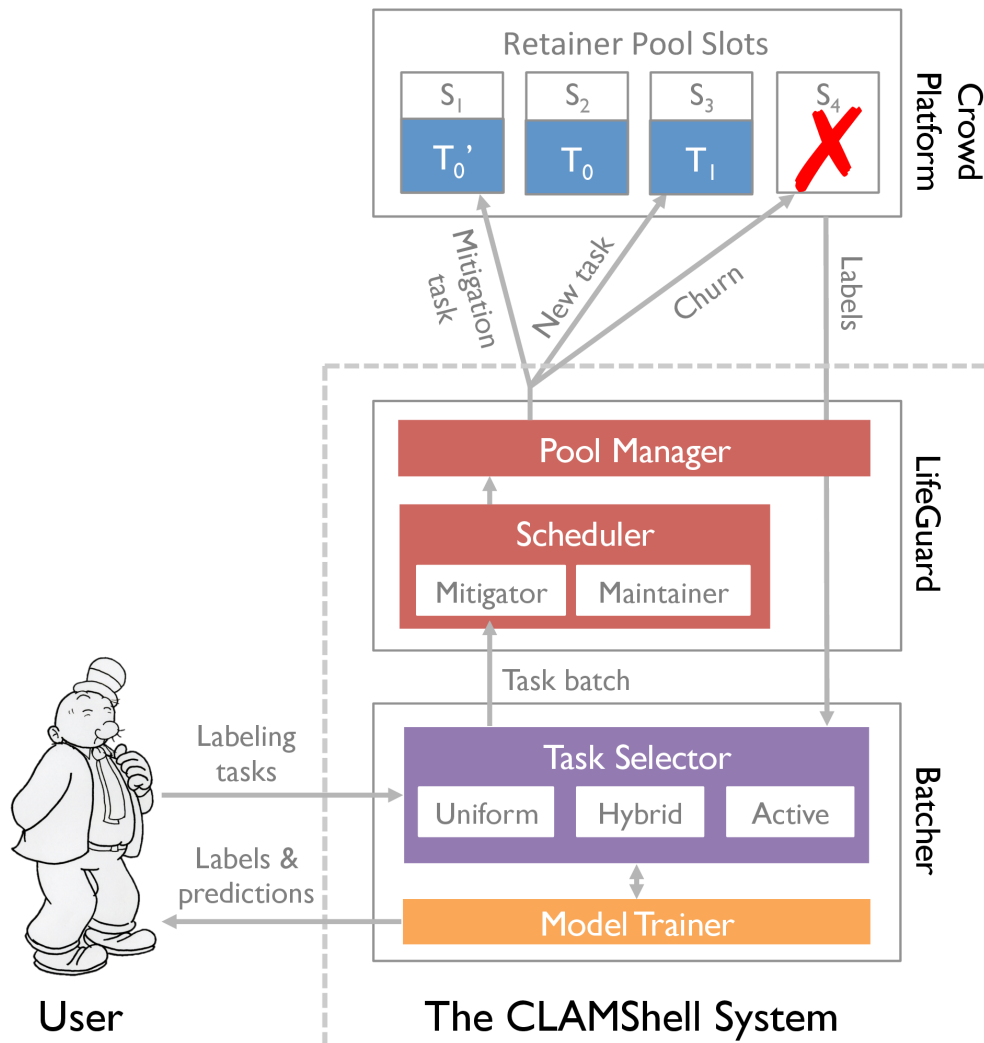 Retainer Pool Slots
S1
S2
S3
S4
T0’
T0
T1
Crowd
Platform
Mitigation
task
New task
Churn
Labels
Pool Manager
Scheduler
Mitigator
Maintainer
LifeGuard
Task batch
Labeling
tasks
Task Selector
Uniform
Hybrid
Active
Batcher
Labels &
predictions
Model Trainer
User
The CLAMShell System